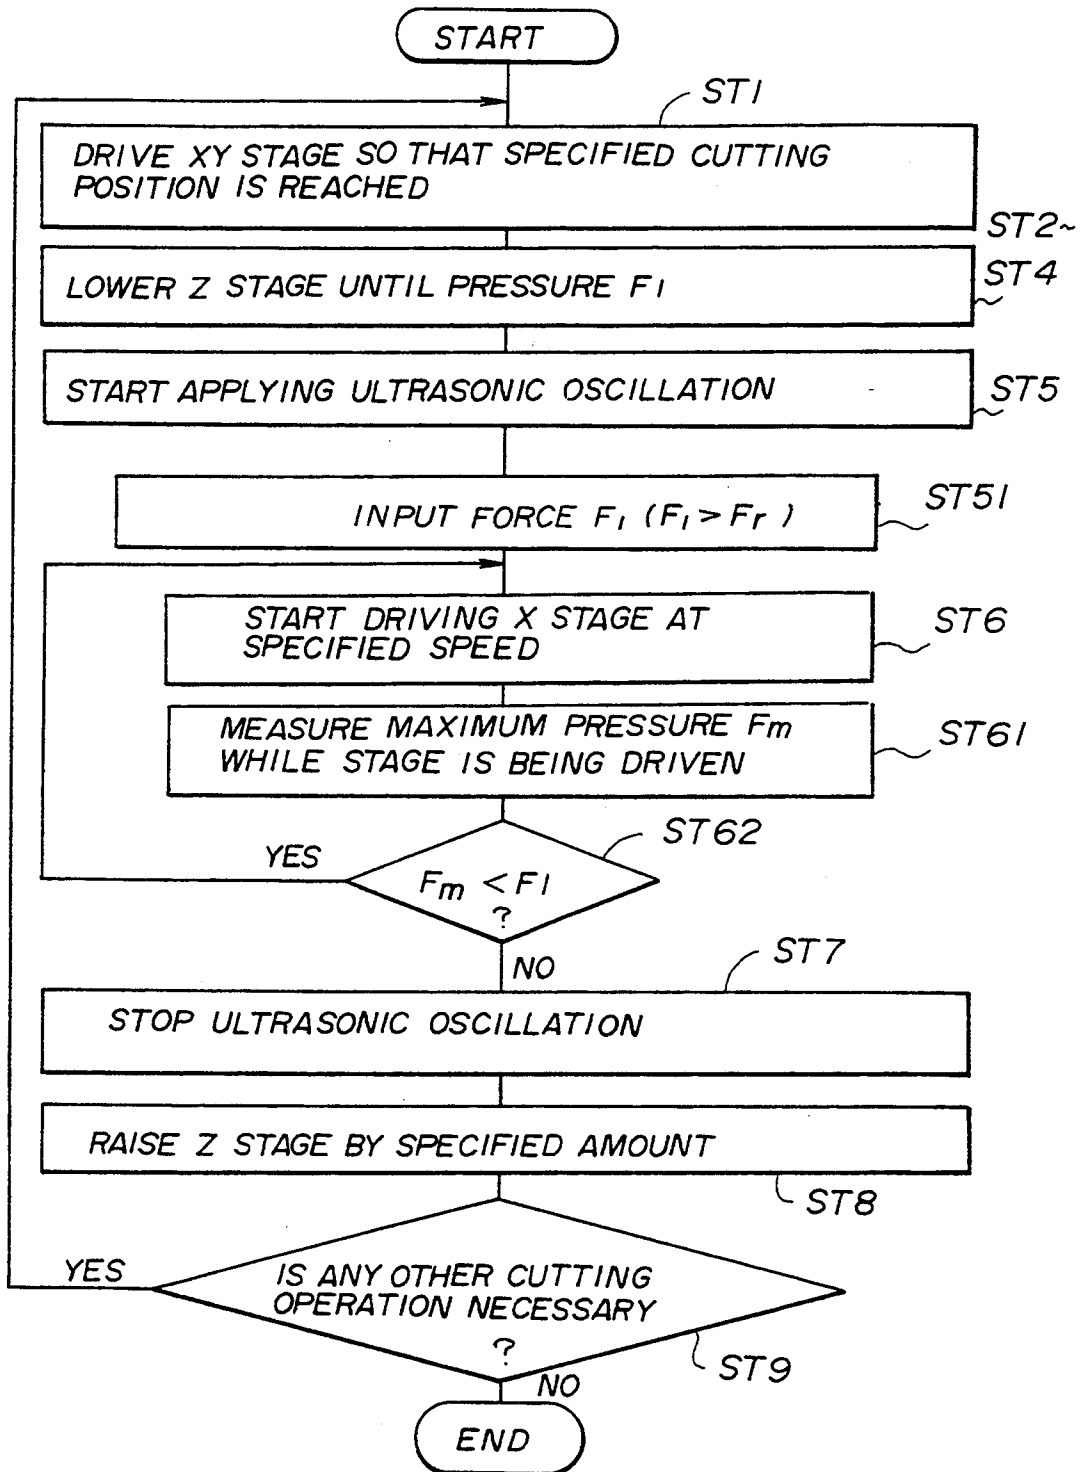 START
ST1
DRIVE XY STAGE SO THAT SPECIFIED CUTTING
POSITION IS REACHED
ST2~
LOWER Z STAGE UNTIL PRESSURE F1
ST4
START APPLYING ULTRASONIC OSCILLATION
ST5
INPUT FORCE F1 (F1 > Fr)
ST51
START DRIVING X STAGE AT
SPECIFIED SPEED
ST6
MEASURE MAXIMUM PRESSURE Fm
WHILE STAGE IS BEING DRIVEN
ST61
ST62
YES
Fm < F1
?
NO
ST7
STOP ULTRASONIC OSCILLATION
RAISE Z STAGE BY SPECIFIED AMOUNT
ST8
YES
IS ANY OTHER CUTTING
OPERATION NECESSARY
?
ST9
NO
END